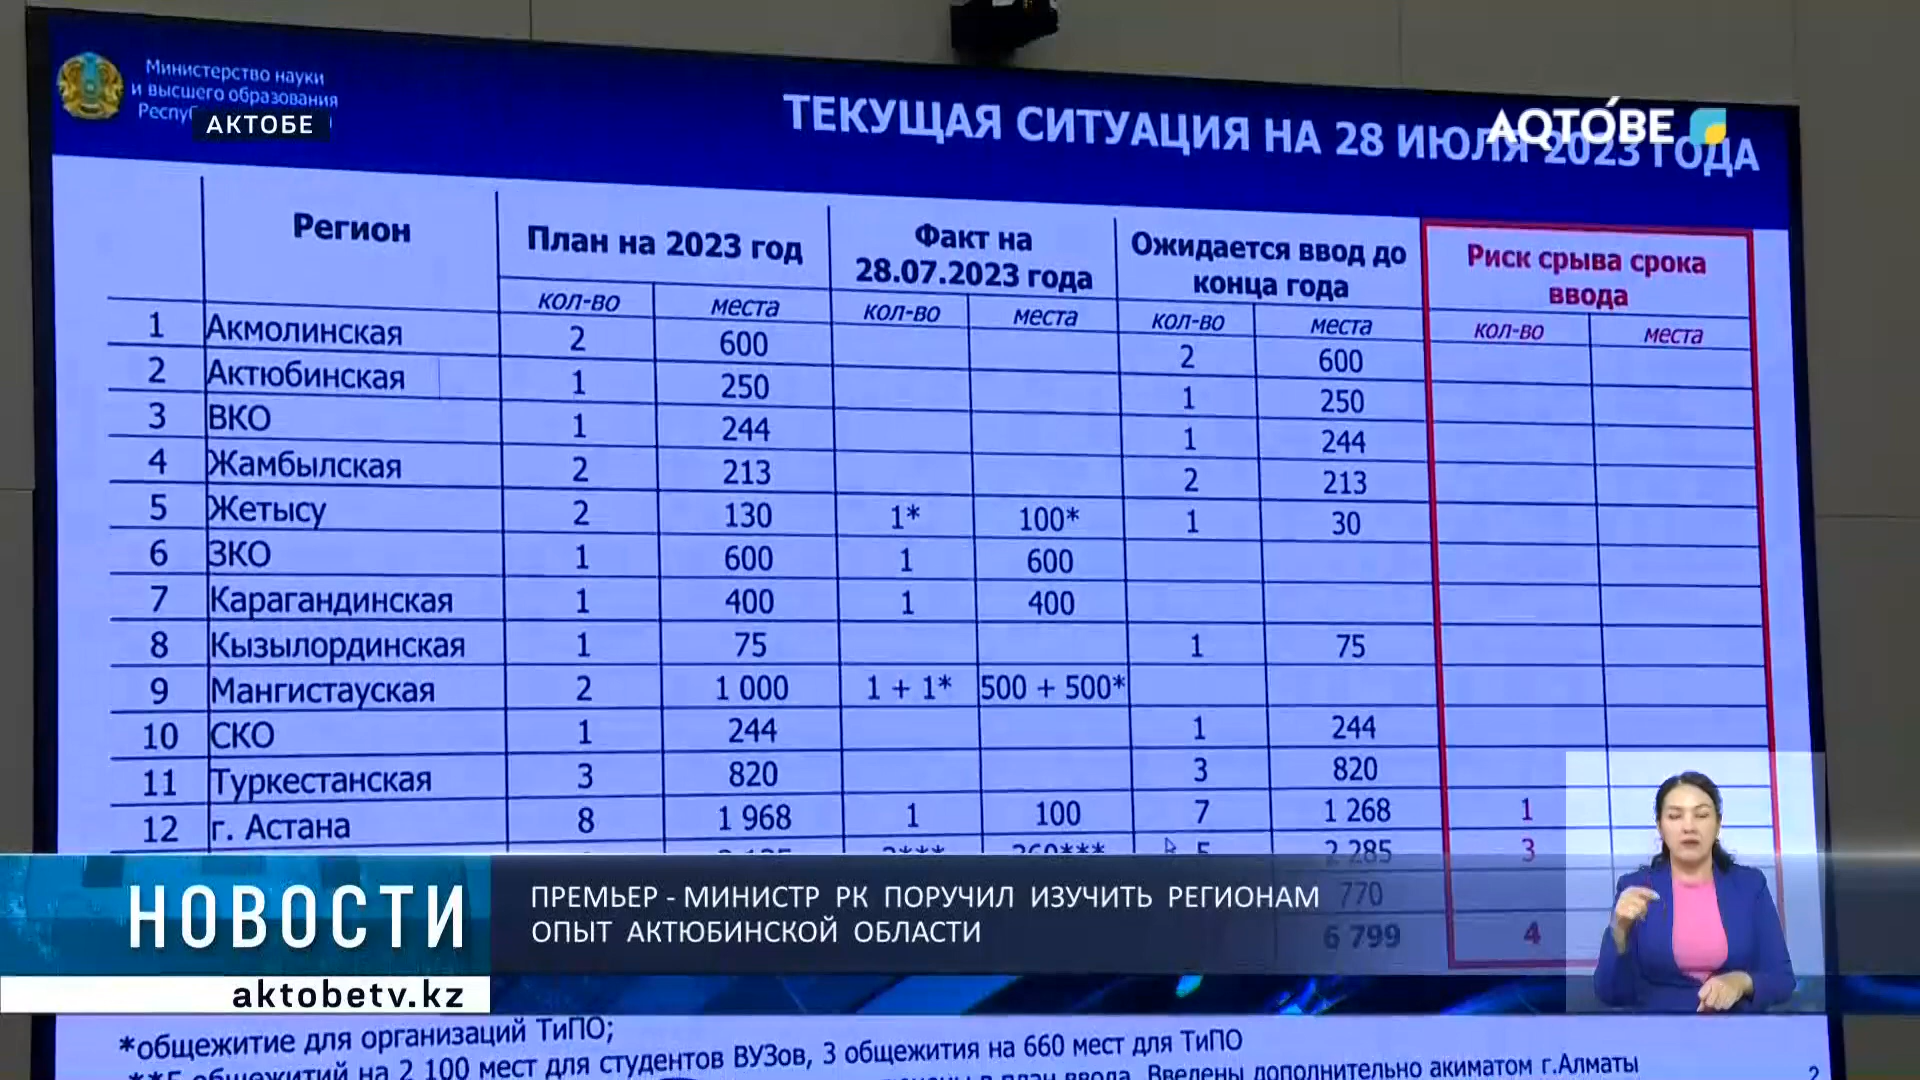 Министерство науки
и высшего образования
АКТОБЕ
AQTÓBE
ТЕКУЩАЯ СИТУАЦИЯ НА 28 ИЮЛЯ 2023 ГОДА
Регион План на 2023 год Факт на 28.07.2023 года Ожидается ввод до конца года Риск срыва срока ввода
кол-во места кол-во места кол-во места кол-во места
1 Акмолинская 2 600 2 600
2 Актюбинская 1 250 1 250
3 ВКО 1 244 1 244
4 Жамбылская 2 213 2 213
5 Жетысу 2 130 1* 100* 1 30
6 ЗКО 1 600 1 600
7 Карагандинская 1 400 1 400
8 Кызылординская 1 75 1 75
9 Мангистауская 2 1 000 1 + 1* 500 + 500*
10 СКО 1 244 1 244
11 Туркестанская 3 820 3 820
12 г. Астана 8 1 968 1 100 7 1 268 1
5 2 285 3
770
6 799 4
НОВОСТИ
aktobetv.kz
ПРЕМЬЕР - МИНИСТР РК ПОРУЧИЛ ИЗУЧИТЬ РЕГИОНАМ
ОПЫТ АКТЮБИНСКОЙ ОБЛАСТИ
*общежитие для организаций ТиПО;
общежитий на 2 100 мест для студентов ВУЗов, 3 общежития на 660 мест для ТиПО
план ввода. Введены дополнительно акиматом г.Алматы
2